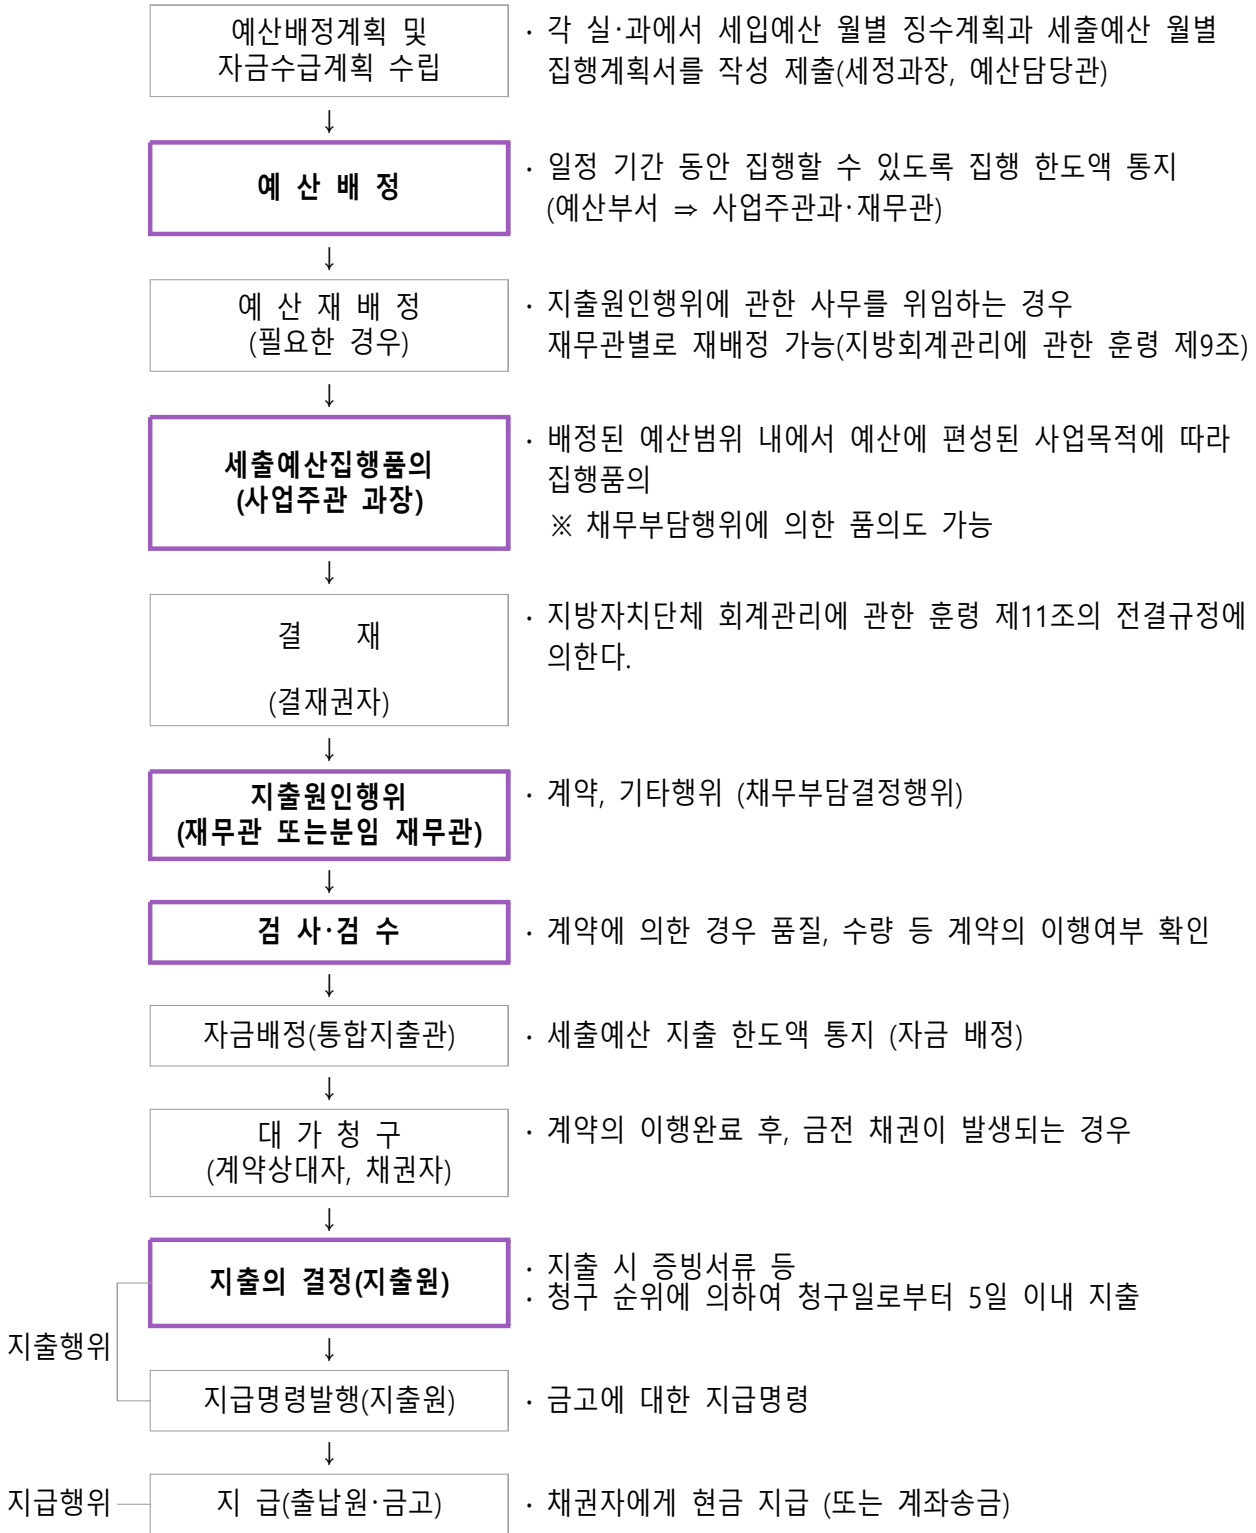 예산배정계획 및
자금수급계획 수립
· 각 실·과에서 세입예산 월별 징수계획과 세출예산 월별
집행계획서를 작성 제출(세정과장, 예산담당관)
↓
예 산 배 정
· 일정 기간 동안 집행할 수 있도록 집행 한도액 통지
(예산부서 ⇒ 사업주관과·재무관)
↓
예 산 재 배 정
(필요한 경우)
· 지출원인행위에 관한 사무를 위임하는 경우
재무관별로 재배정 가능(지방회계관리에 관한 훈령 제9조)
↓
세출예산집행품의
(사업주관 과장)
· 배정된 예산범위 내에서 예산에 편성된 사업목적에 따라
집행품의
※ 채무부담행위에 의한 품의도 가능
↓
결 재
(결재권자)
· 지방자치단체 회계관리에 관한 훈령 제11조의 전결규정에
의한다.
↓
지출원인행위
(재무관 또는분임 재무관)
· 계약, 기타행위 (채무부담결정행위)
↓
검 사·검 수
· 계약에 의한 경우 품질, 수량 등 계약의 이행여부 확인
↓
자금배정(통합지출관)
· 세출예산 지출 한도액 통지 (자금 배정)
↓
대 가 청 구
(계약상대자, 채권자)
· 계약의 이행완료 후, 금전 채권이 발생되는 경우
↓
지출의 결정(지출원)
· 지출 시 증빙서류 등
· 청구 순위에 의하여 청구일로부터 5일 이내 지출
지출행위
↓
지급명령발행(지출원)
· 금고에 대한 지급명령
↓
지급행위
지 급(출납원·금고)
· 채권자에게 현금 지급 (또는 계좌송금)